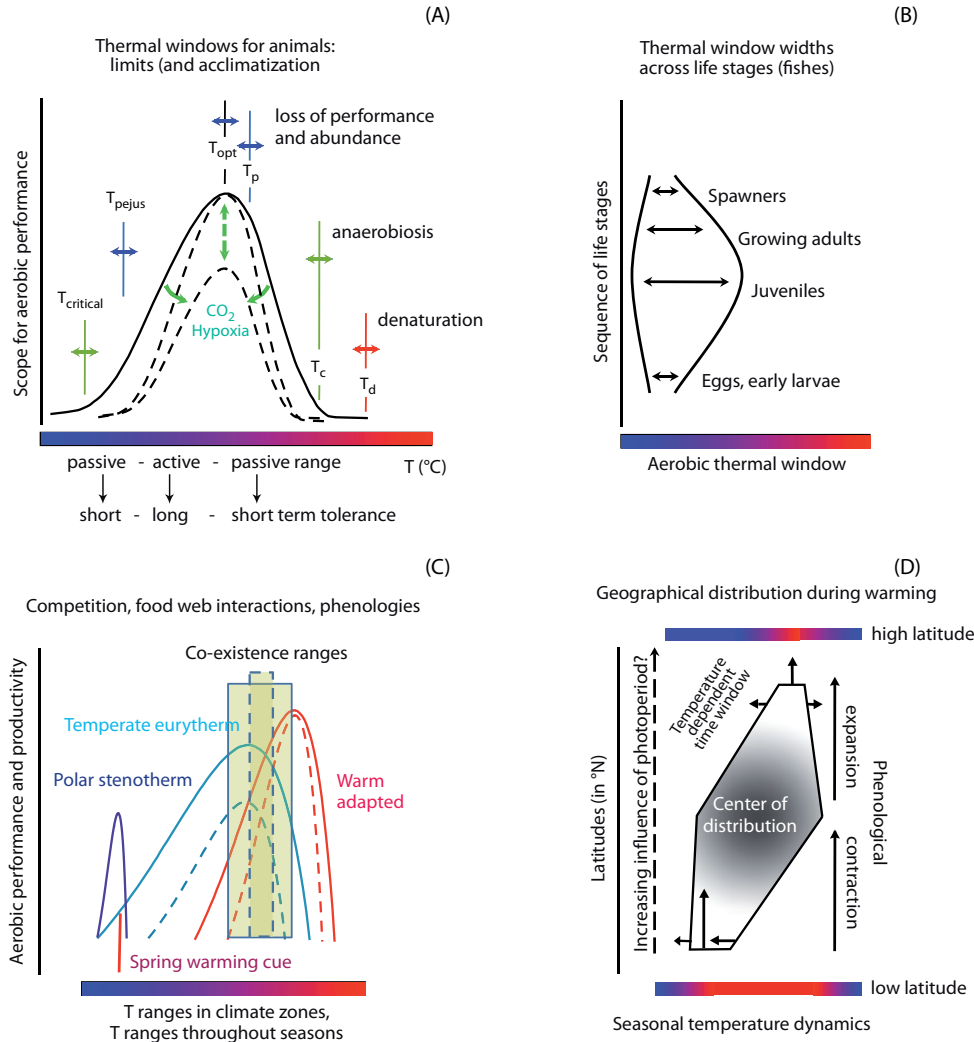 (A)
Thermal windows for animals:
limits (and acclimatization
Scope for aerobic performance
loss of performance
and abundance
Topt
Tp
Tpejus
anaerobiosis
Tcritical
CO2
Hypoxia
denaturation
Tc
Td
passive - active - passive range
T (°C)
short - long - short term tolerance
(B)
Thermal window widths
across life stages (fishes)
Sequence of life stages
Spawners
Growing adults
Juveniles
Eggs, early larvae
Aerobic thermal window
(C)
Competition, food web interactions, phenologies
Aerobic performance and productivity
Co-existence ranges
Temperate eurytherm
Polar stenotherm
Warm
adapted
Spring warming cue
T ranges in climate zones,
T ranges throughout seasons
(D)
Geographical distribution during warming
high latitude
Latitudes (in °N)
Increasing influence of photoperiod?
Temperature
dependent
time window
Center of
distribution
expansion
contraction
Phenological
low latitude
Seasonal temperature dynamics